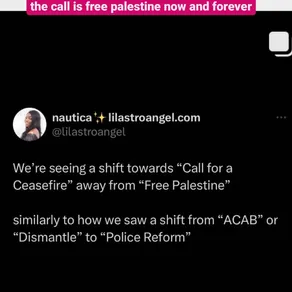 the call is free palestine now and forever
nautica✨ lilastroangel.com
@lilastroangel
We're seeing a shift towards “Call for a
Ceasefire” away from “Free Palestine”
similarly to how we saw a shift from “ACAB” or
“Dismantle” to “Police Reform”